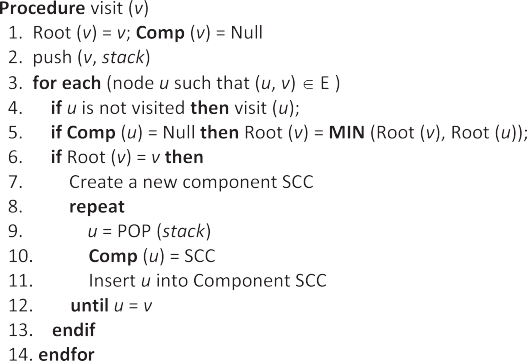 Procedure visit (v)
1. Root (v) = v; Comp (v) = Null
2. push (v, stack)
3. for each (node u such that (u, v) ∈ E )
4. if u is not visited then visit (u);
5. if Comp (u) = Null then Root (v) = MIN (Root (v), Root (u));
6. if Root (v) = v then
7. Create a new component SCC
8. repeat
9. u = POP (stack)
10. Comp (u) = SCC
11. Insert u into Component SCC
12. until u = v
13. endif
14. endfor